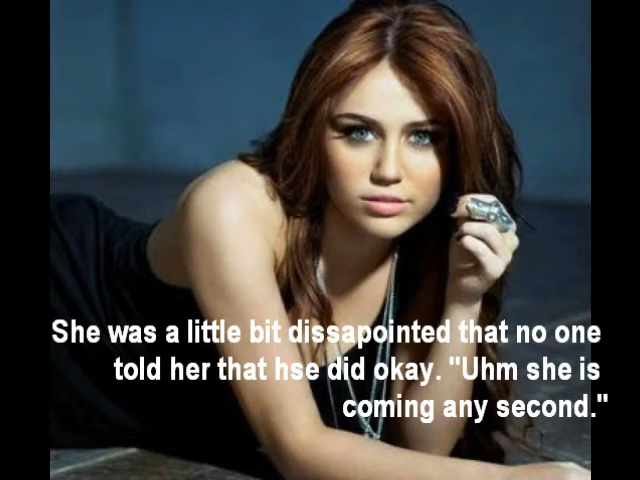 She was a little bit dissapointed that no one
told her that hse did okay. "Uhm she is
coming any second."